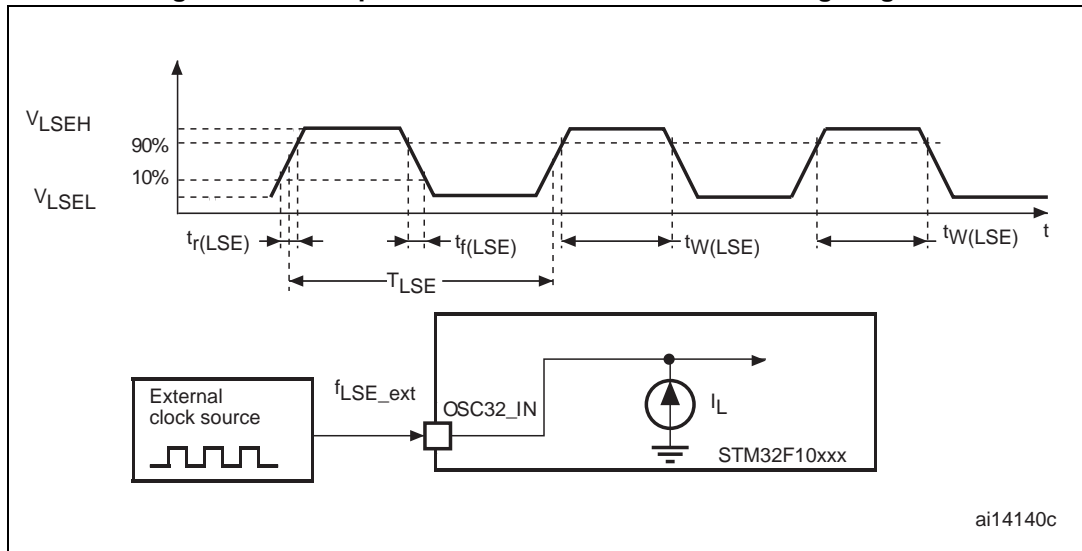 VLSEH
90%
10%
VLSEL
tr(LSE)
tf(LSE)
tW(LSE)
tW(LSE)
t
TLSE
External
clock source
fLSE_ext
OSC32_IN
IL
STM32F10xxx
ai14140c